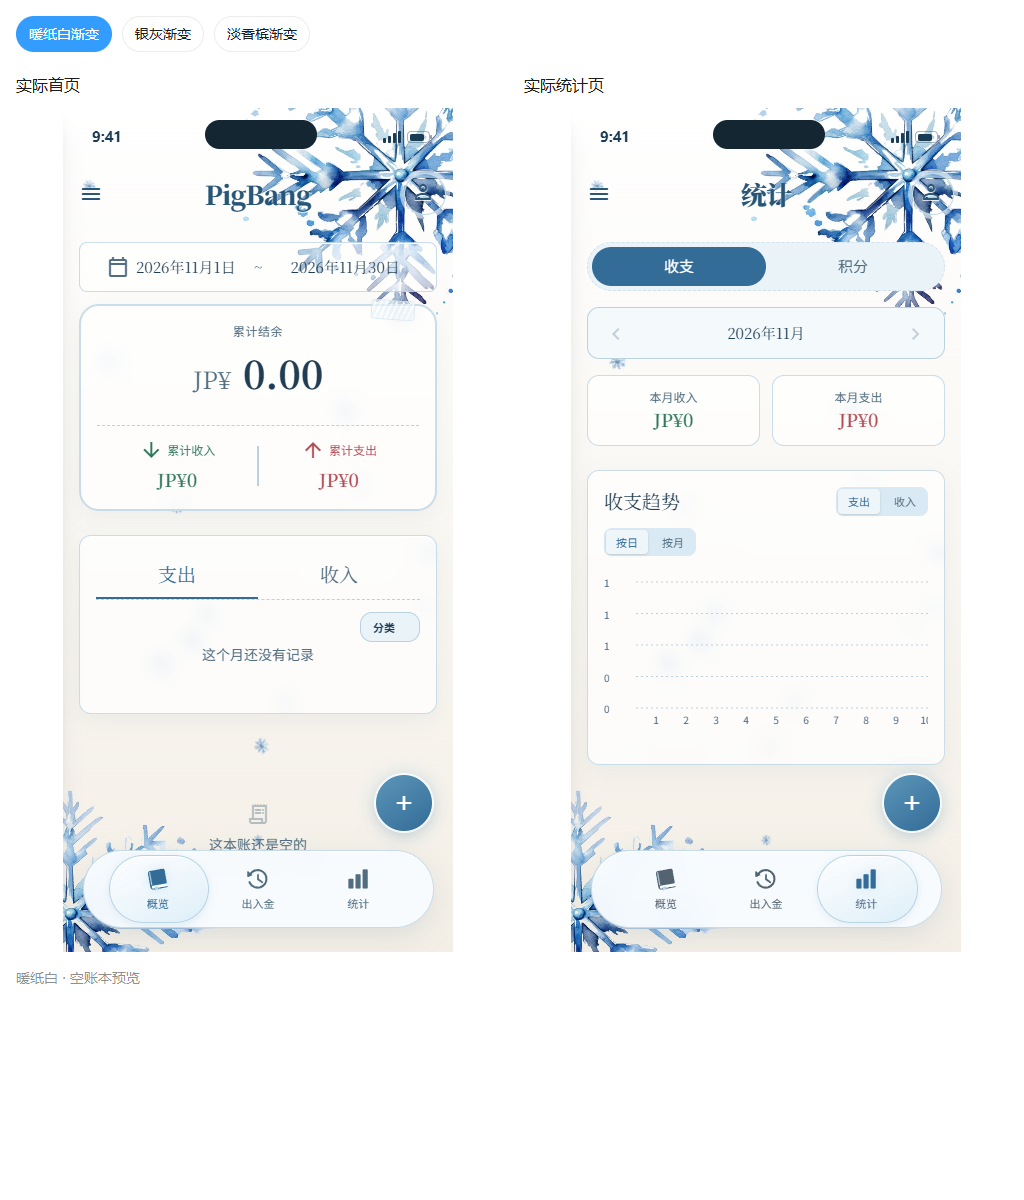 暖纸白渐变 银灰渐变 淡香槟渐变
实际首页
9:41
PigBang
2026年11月1日 ~ 2026年11月30日
累计结余
JP¥ 0.00
累计收入 累计支出
JP¥0 JP¥0
支出 收入
分类
这个月还没有记录
这本账还是空的
概览 出入金 统计
实际统计页
9:41
统计
收支 积分
2026年11月
本月收入 本月支出
JP¥0 JP¥0
收支趋势 支出 收入
按日 按月
1
1
1
0
0
1 2 3 4 5 6 7 8 9 10
概览 出入金 统计
暖纸白 · 空账本预览